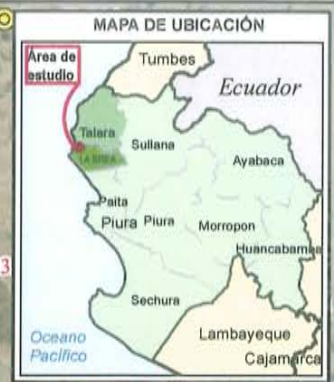 MAPA DE UBICACIÓN
Área de
estudio
Tumbes
Ecuador
Talara
Sullana
LA BREA
Ayabaca
Paita
Piura Piura
Morropon
Huancabamba
3
Sechura
Oceano
Pacífico
Lambayeque
Cajamarca